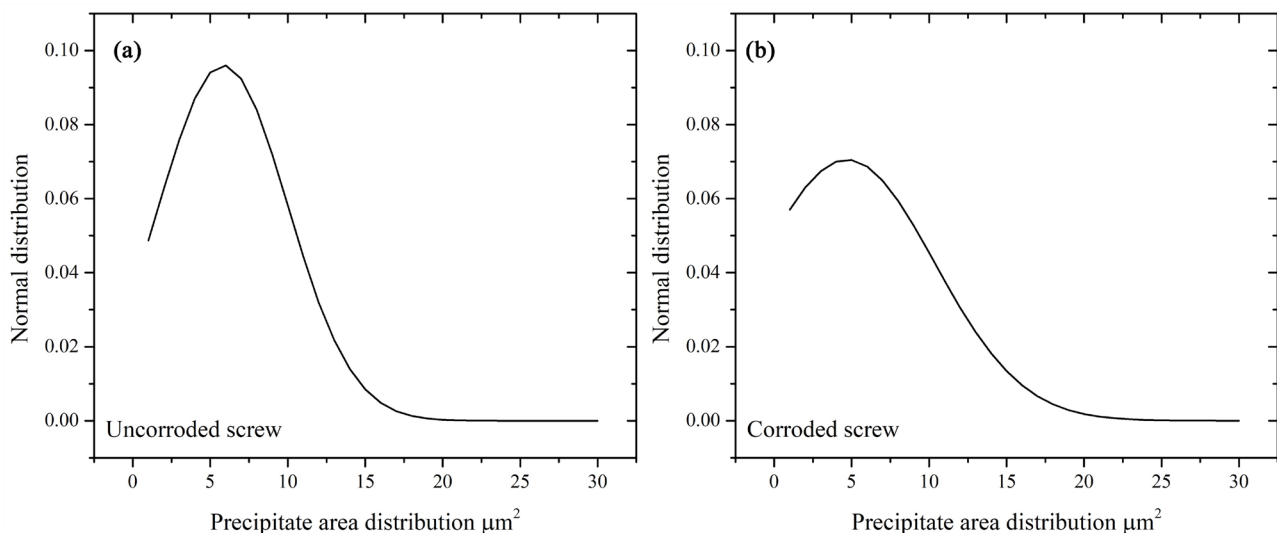 (a)
Normal distribution
0.10
0.08
0.06
0.04
0.02
0.00
Uncorroded screw
0 5 10 15 20 25 30
Precipitate area distribution μm²
(b)
Normal distribution
0.10
0.08
0.06
0.04
0.02
0.00
Corroded screw
0 5 10 15 20 25 30
Precipitate area distribution μm²